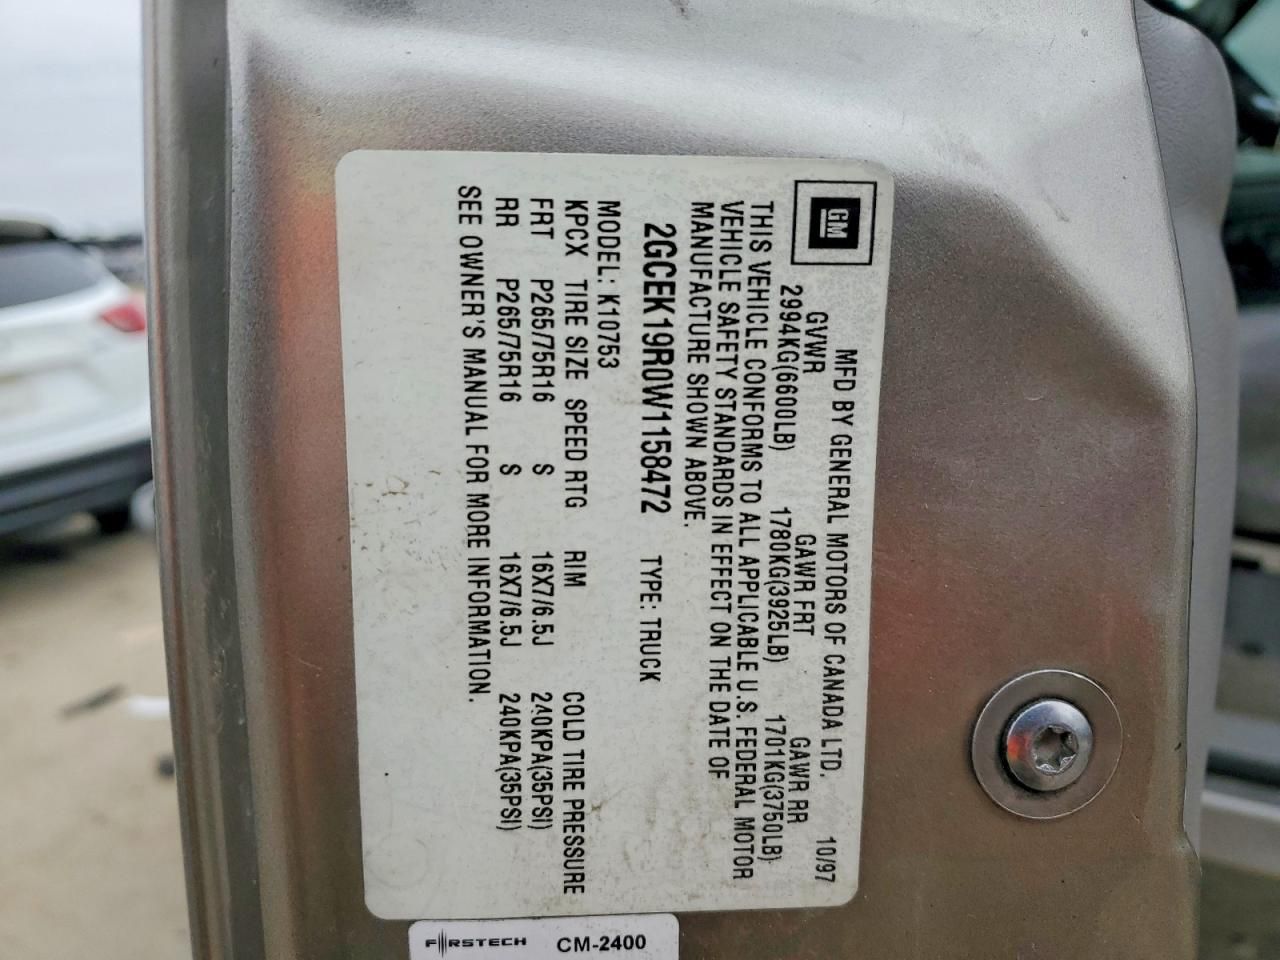 GM
MFD BY GENERAL MOTORS OF CANADA LTD. 10/97
GVWR GAWR FRT GAWR RR
2994KG(6600LB) 1780KG(3925LB) 1701KG(3750LB)
THIS VEHICLE CONFORMS TO ALL APPLICABLE U.S. FEDERAL MOTOR
VEHICLE SAFETY STANDARDS IN EFFECT ON THE DATE OF
MANUFACTURE SHOWN ABOVE.
2GCEK19R0W1158472 TYPE: TRUCK
MODEL: K10753
KPCX TIRE SIZE SPEED RTG RIM COLD TIRE PRESSURE
FRT P265/75R16 S 16X7/6.5J 240KPA(35PSI)
RR P265/75R16 S 16X7/6.5J 240KPA(35PSI)
SEE OWNER'S MANUAL FOR MORE INFORMATION.
FIRSTECH CM-2400